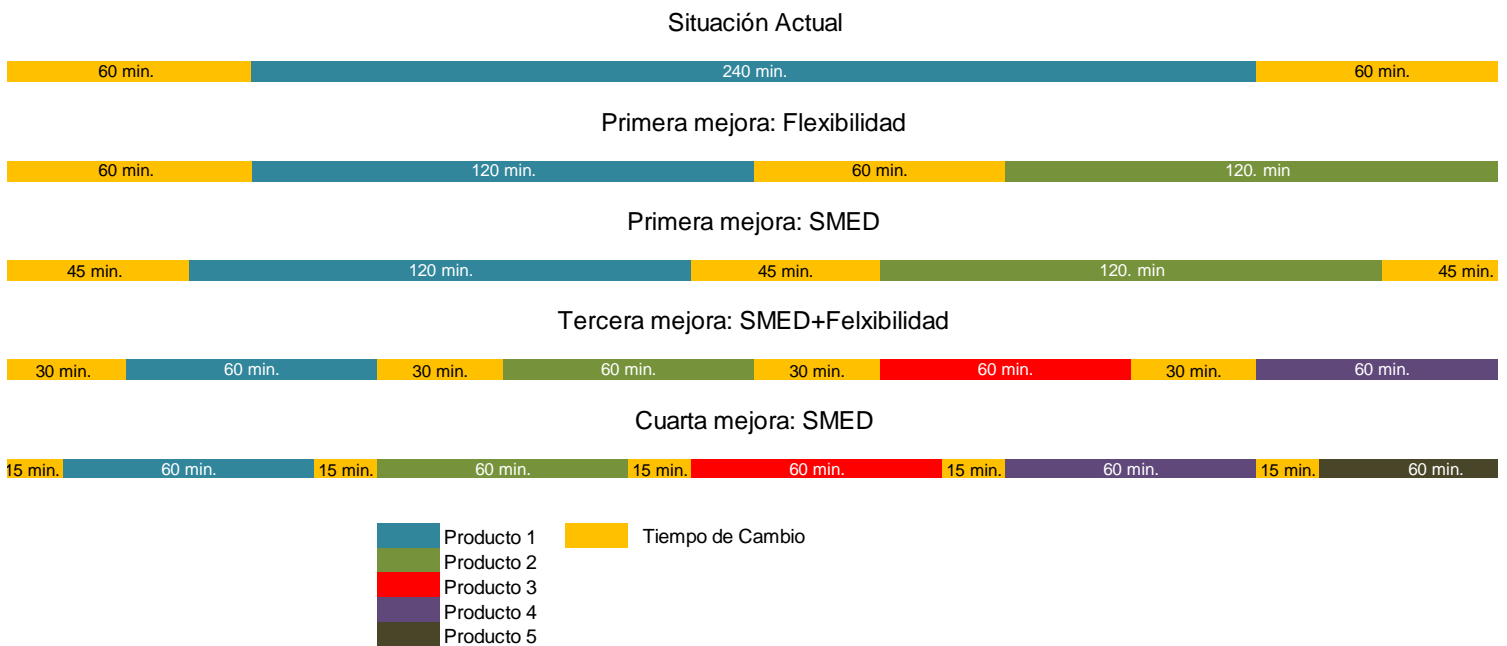 Situación Actual
60 min. 240 min. 60 min.
Primera mejora: Flexibilidad
60 min. 120 min. 60 min. 120. min
Primera mejora: SMED
45 min. 120 min. 45 min. 120. min 45 min.
Tercera mejora: SMED+Felxibilidad
30 min. 60 min. 30 min. 60 min. 30 min. 60 min. 30 min. 60 min.
Cuarta mejora: SMED
15 min. 60 min. 15 min. 60 min. 15 min. 60 min. 15 min. 60 min. 15 min. 60 min.
Producto 1 Tiempo de Cambio
Producto 2
Producto 3
Producto 4
Producto 5